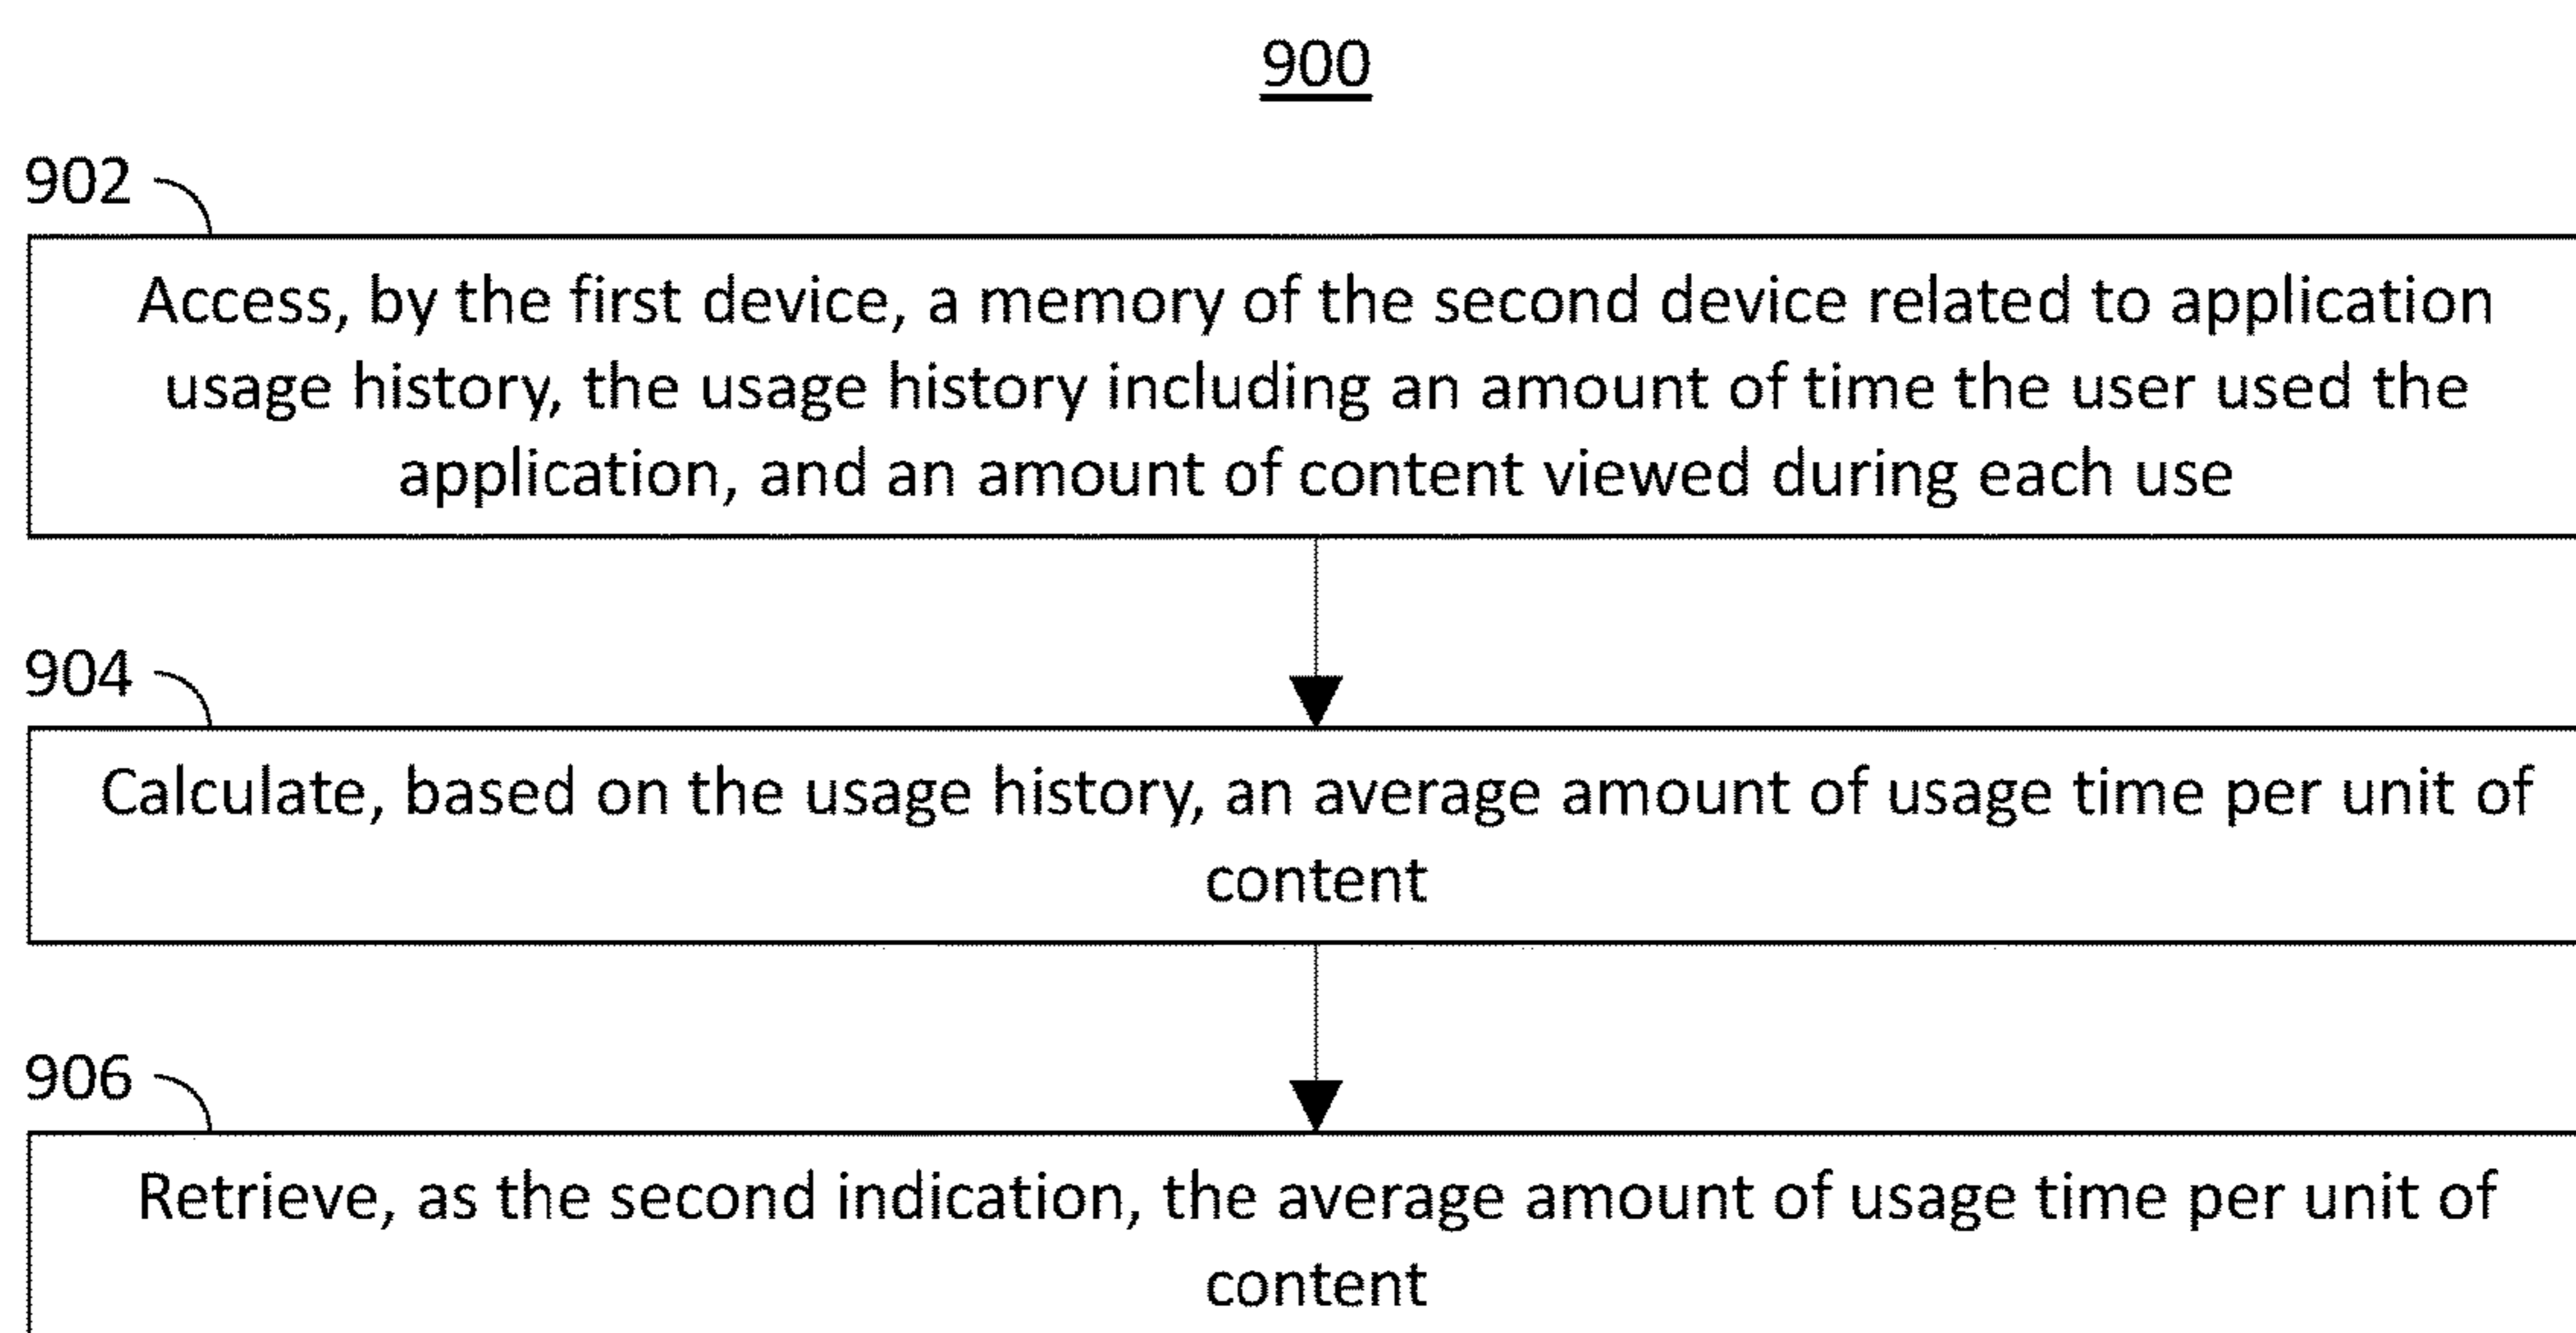 900
902
Access, by the first device, a memory of the second device related to application
usage history, the usage history including an amount of time the user used the
application, and an amount of content viewed during each use
904
Calculate, based on the usage history, an average amount of usage time per unit of
content
906
Retrieve, as the second indication, the average amount of usage time per unit of
content